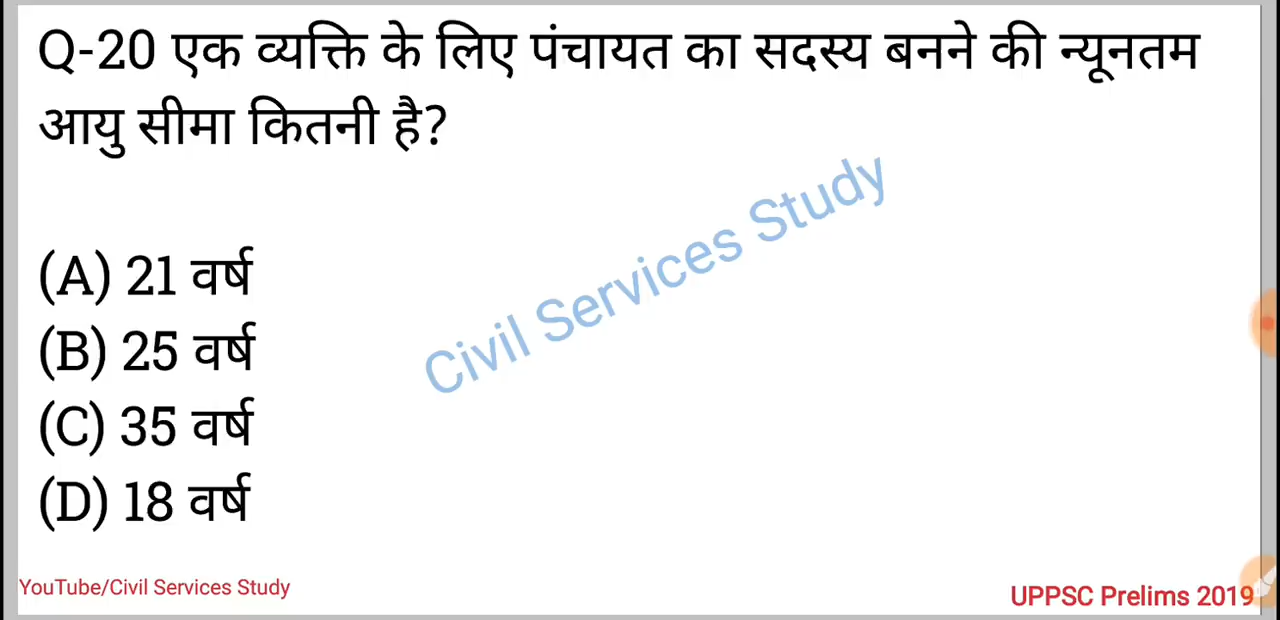 Q-20 एक व्यक्ति के लिए पंचायत का सदस्य बनने की न्यूनतम
आयु सीमा कितनी है?
Civil Services Study
(A) 21 वर्ष
(B) 25 वर्ष
(C) 35 वर्ष
(D) 18 वर्ष
YouTube/Civil Services Study
UPPSC Prelims 2019